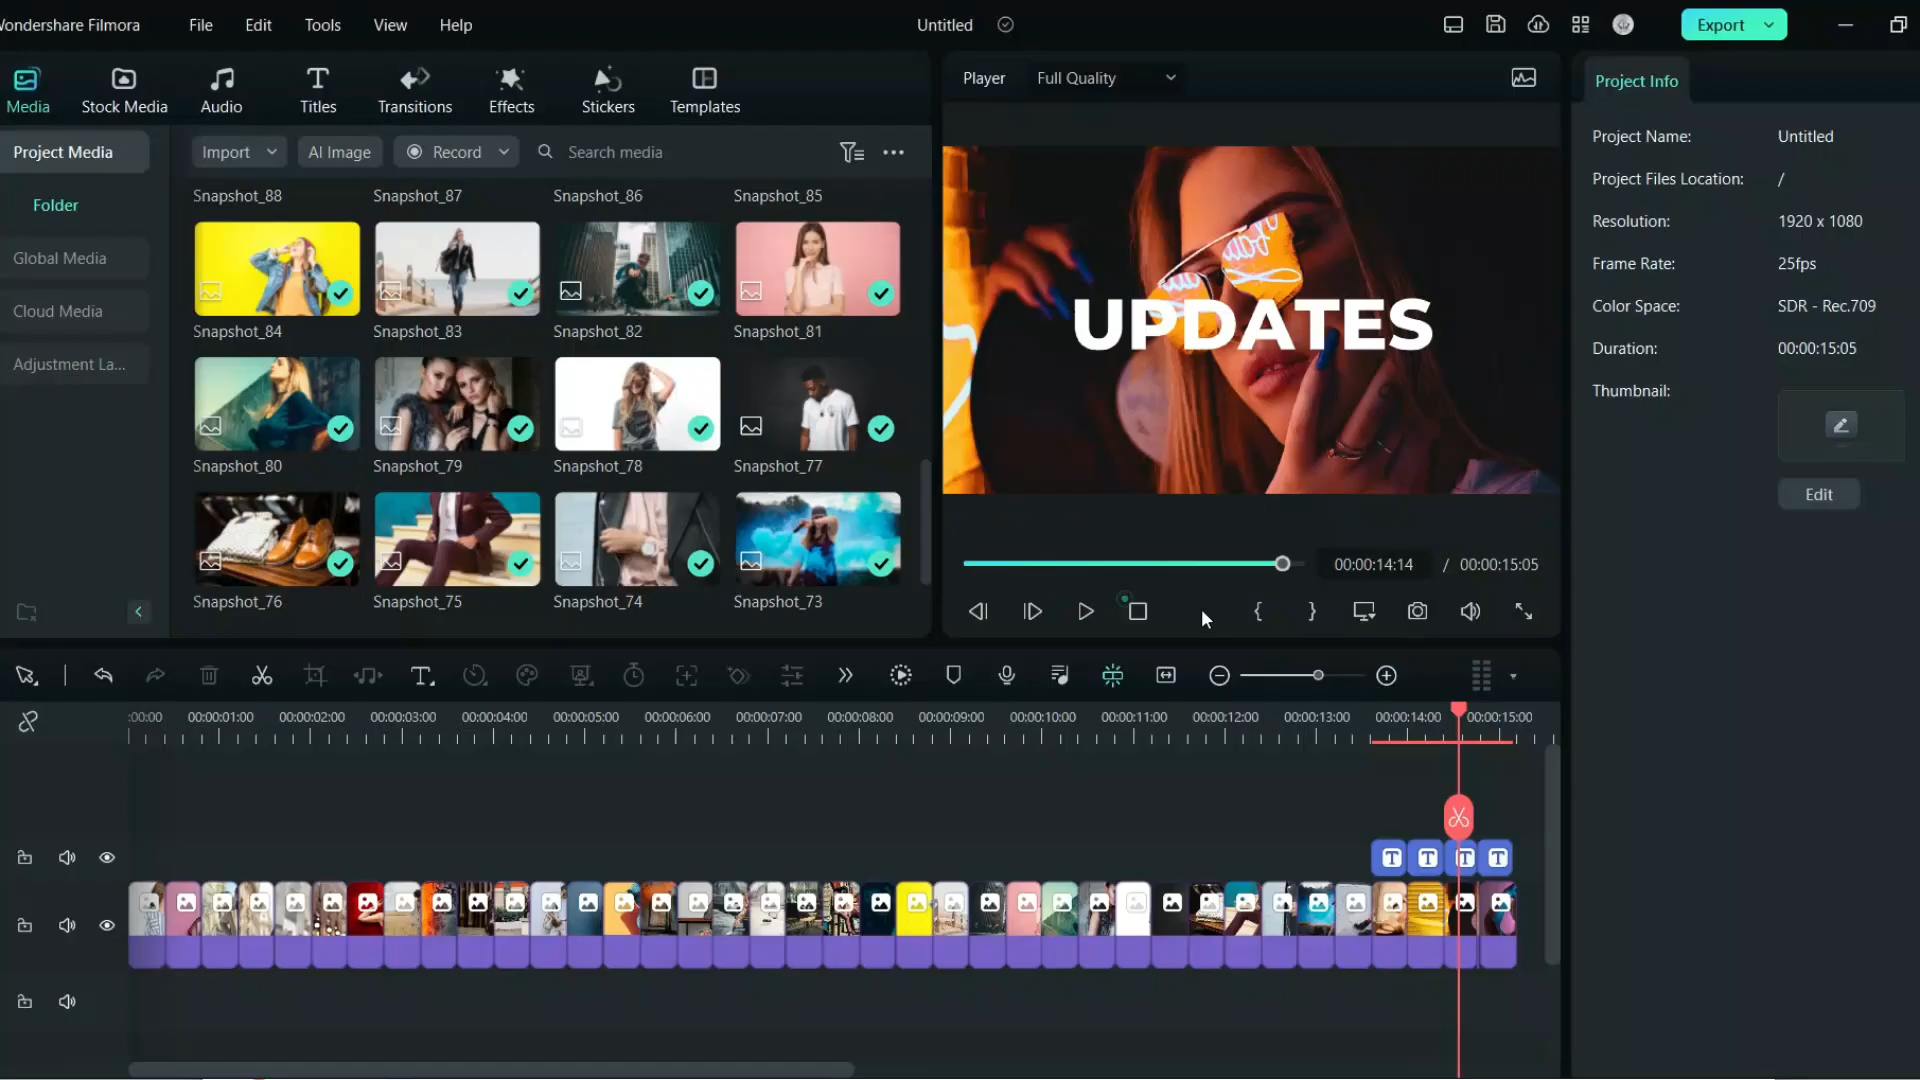 Wondershare Filmora File Edit Tools View Help Untitled Export
Media Stock Media Audio Titles Transitions Effects Stickers Templates
Player Full Quality
Project Info
Project Media
Import AI Image Record Search media
Folder
Global Media
Cloud Media
Adjustment La...
Snapshot_88 Snapshot_87 Snapshot_86 Snapshot_85
Snapshot_84 Snapshot_83 Snapshot_82 Snapshot_81
Snapshot_80 Snapshot_79 Snapshot_78 Snapshot_77
Snapshot_76 Snapshot_75 Snapshot_74 Snapshot_73
UPDATES
00:00:14:14 / 00:00:15:05
{ }
Project Name: Untitled
Project Files Location: /
Resolution: 1920 x 1080
Frame Rate: 25fps
Color Space: SDR - Rec.709
Duration: 00:00:15:05
Thumbnail:
Edit
:00:00 00:00:01:00 00:00:02:00 00:00:03:00 00:00:04:00 00:00:05:00 00:00:06:00 00:00:07:00 00:00:08:00 00:00:09:00 00:00:10:00 00:00:11:00 00:00:12:00 00:00:13:00 00:00:14:00 00:00:15:00
T T T T